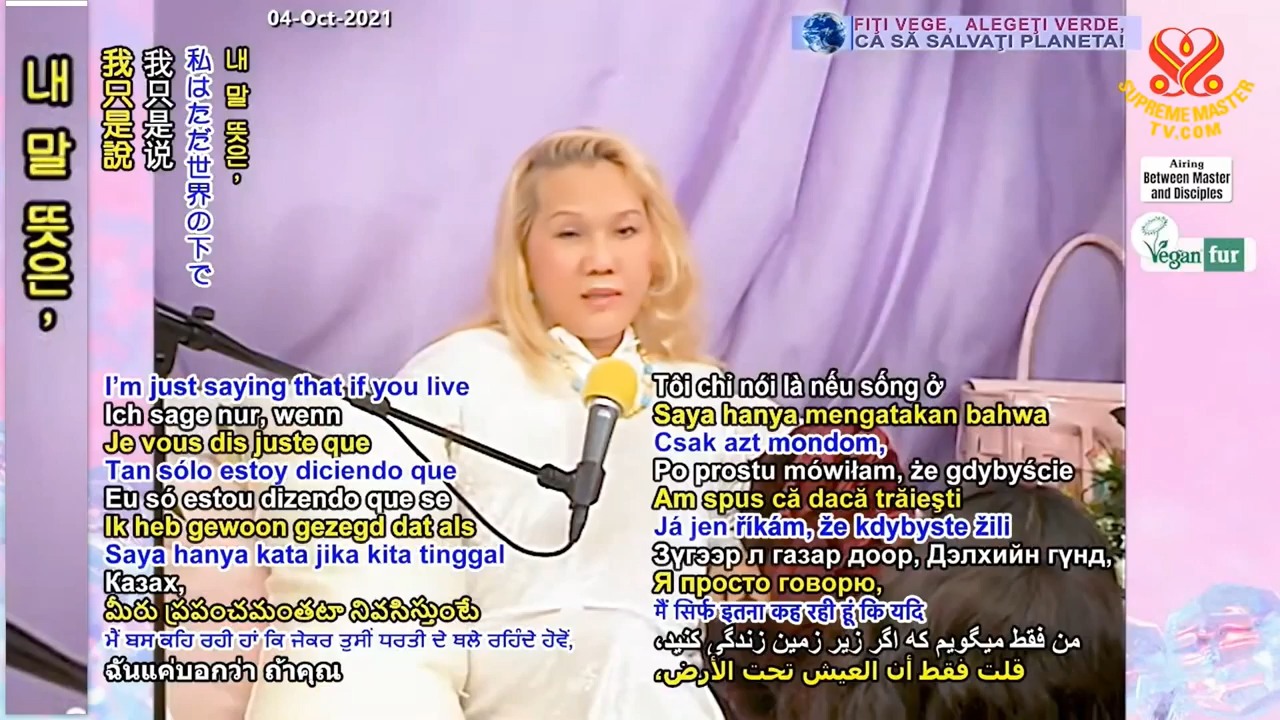 04-Oct-2021
FIŢI VEGE, ALEGEŢI VERDE,
CA SĂ SALVAŢI PLANETA!
SUPREME MASTER
TV.COM
Airing
Between Master
and Disciples
Vegan fur
내 말 뜻은,
我只是說
我只是说
私はただ世界の下で
내 말 뜻은,
I'm just saying that if you live
Ich sage nur, wenn
Je vous dis juste que
Tan sólo estoy diciendo que
Eu só estou dizendo que se
Ik heb gewoon gezegd dat als
Saya hanya kata jika kita tinggal
Казах,
మీరు ప్రపంచమంతటా నివసిస్తుంటే
ਮੈਂ ਬਸ ਕਹਿ ਰਹੀ ਹਾਂ ਕਿ ਜੇਕਰ ਤੁਸੀਂ ਧਰਤੀ ਦੇ ਥਲੇ ਰਹਿੰਦੇ ਹੋਵੋਂ,
ฉันแค่บอกว่า ถ้าคุณ
Tôi chỉ nói là nếu sống ở
Saya hanya mengatakan bahwa
Csak azt mondom,
Po prostu mówiłam, że gdybyście
Am spus că dacă trăieşti
Já jen říkám, že kdybyste žili
Зүгээр л газар доор, Дэлхийн гүнд,
Я просто говорю,
मैं सिर्फ इतना कह रही हूं कि यदि
من فقط میگویم که اگر زیر زمین زندگی کنید،
قلت فقط أن العيش تحت الأرض،